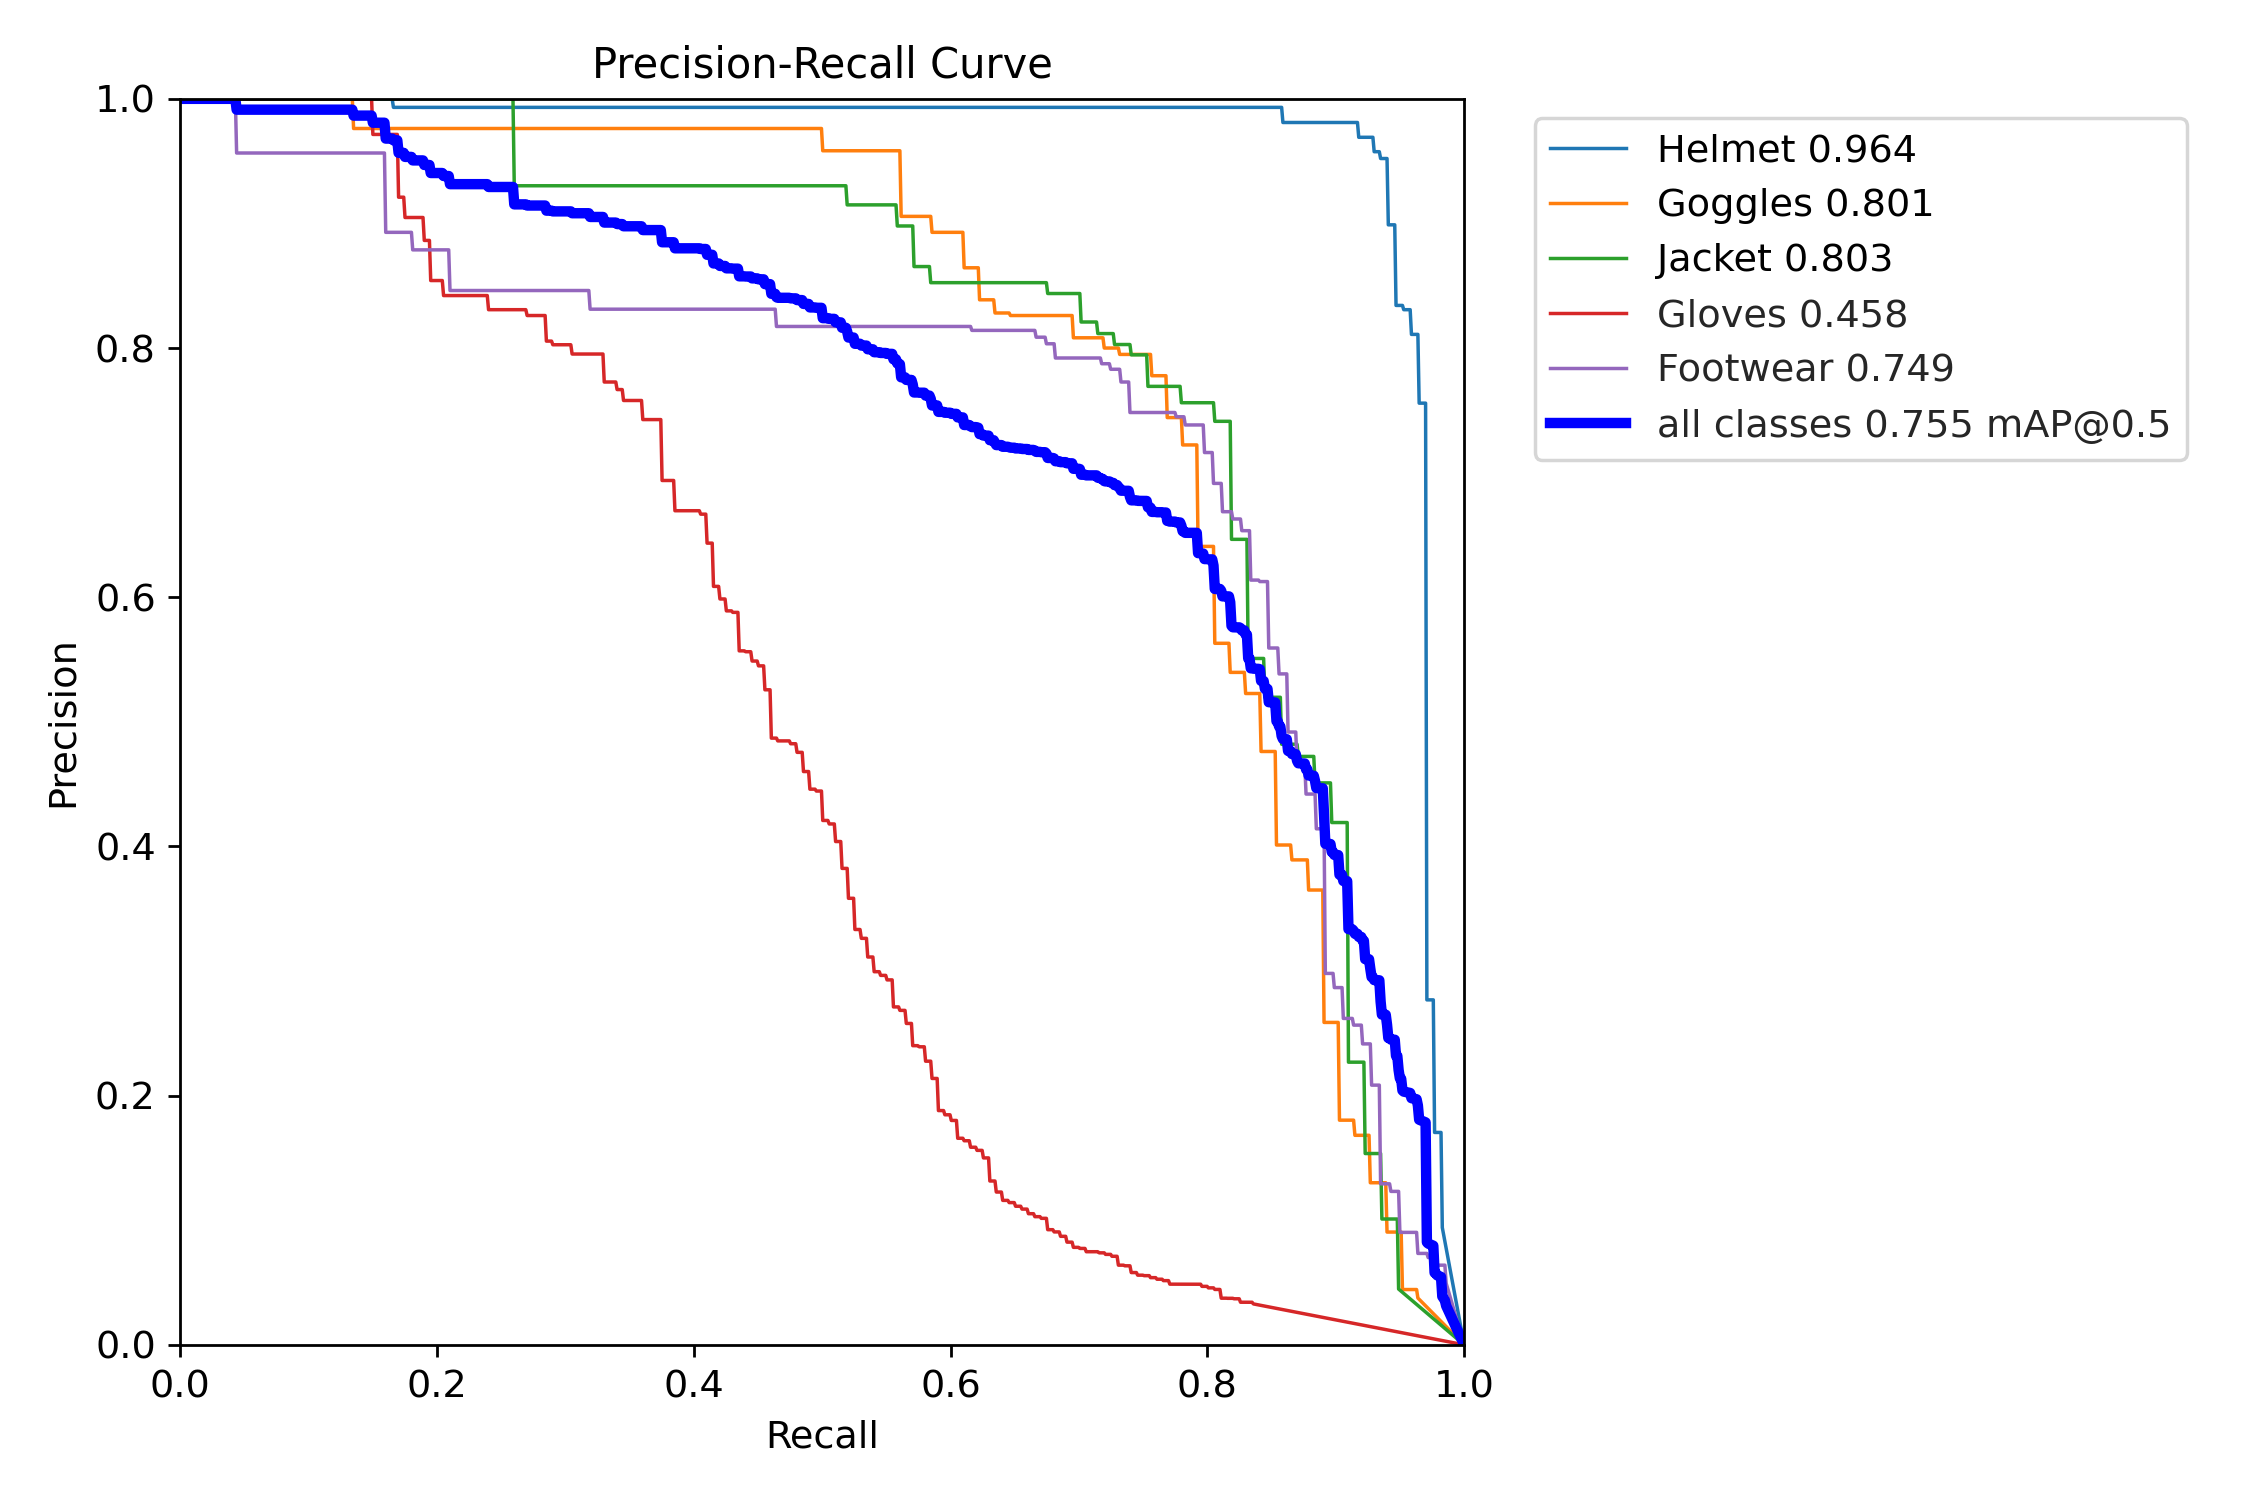 Precision-Recall Curve
1.0
0.8
0.6
0.4
0.2
0.0
Precision
0.0 0.2 0.4 0.6 0.8 1.0
Recall
Helmet 0.964
Goggles 0.801
Jacket 0.803
Gloves 0.458
Footwear 0.749
all classes 0.755 mAP@0.5